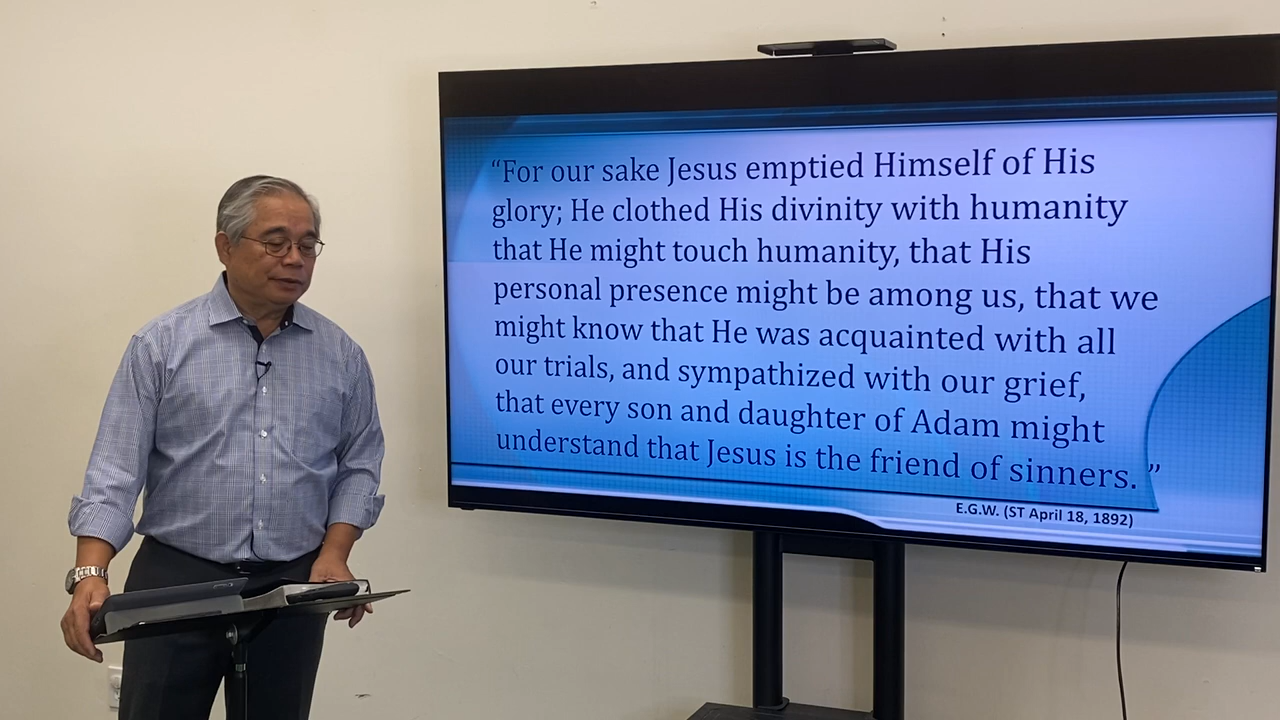 “For our sake Jesus emptied Himself of His
glory; He clothed His divinity with humanity
that He might touch humanity, that His
personal presence might be among us, that we
might know that He was acquainted with all
our trials, and sympathized with our grief,
that every son and daughter of Adam might
understand that Jesus is the friend of sinners. ”
E.G.W. (ST April 18, 1892)